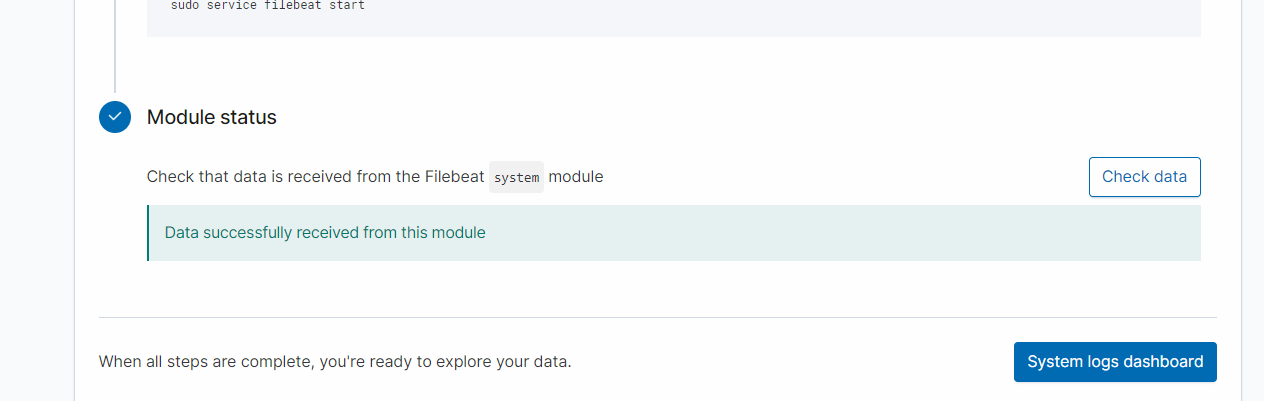 sudo service filebeat start
Module status
Check that data is received from the Filebeat system module
Check data
Data successfully received from this module
When all steps are complete, you're ready to explore your data.
System logs dashboard